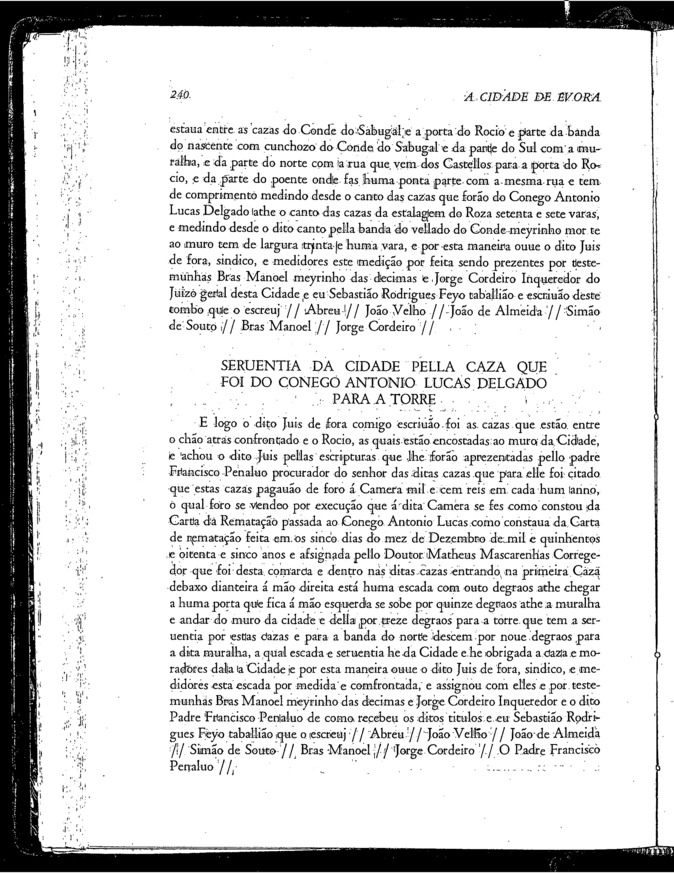 240.
A CIDADE DE ÉVORA
estaua entre as cazas do Conde do Sabugal e a porta do Rocio e parte da banda
do nascente com cunchozo do Conde do Sabugal e da parte do Sul com a mu-
ralha, e da parte do norte com a rua que vem dos Castellos para a porta do Ro-
cio, e da parte do poente onde fas huma ponta parte com a mesma rua e tem
de comprimento medindo desde o canto das cazas que forão do Conego Antonio
Lucas Delgado athe o canto das cazas da estalagem do Roza setenta e sete varas,
e medindo desde o dito canto pella banda do vellado do Conde meyrinho mor te
ao muro tem de largura trinta e huma vara, e por esta maneira ouue o dito Juis
de fora, sindico, e medidores este medição por feita sendo prezentes por teste-
munhas Bras Manoel meyrinho das decimas e Jorge Cordeiro Inqueredor do
Juizo geral desta Cidade e eu Sebastião Rodrigues Feyo taballião e escriuão deste
tombo que o escreuj // Abreu // João Velho // João de Almeida // Simão
de Souto // Bras Manoel // Jorge Cordeiro //
SERUENTIA DA CIDADE PELLA CAZA QUE
FOI DO CONEGO ANTONIO LUCAS DELGADO
PARA A TORRE
E logo o dito Juis de fora comigo escriuão foi as cazas que estão entre
o chão atras confrontado e o Rocio, as quais estão encostadas ao muro da Cidade,
e achou o dito Juis pellas escripturas que lhe forão aprezentadas pello padre
Francisco Penaluo procurador do senhor das ditas cazas que para elle foi citado
que estas cazas pagauão de foro á Camera mil e cem reis em cada hum anno,
o qual foro se vendeo por execução que á dita Camera se fes como constou da
Carta da Rematação passada ao Conego Antonio Lucas como constaua da Carta
de rematação feita em os sinco dias do mez de Dezembro de mil e quinhentos
e oitenta e sinco anos e afsignada pello Doutor Matheus Mascarenhas Correge-
dor que foi desta comarca e dentro nas ditas cazas entrando na primeira Caza
debaxo dianteira á mão direita está huma escada com outo degraos athe chegar
a huma porta que fica á mão esquerda se sobe por quinze degraos athe a muralha
e andar do muro da cidade e della por treze degraos para a torre que tem a ser-
uentia por estas cazas e para a banda do norte descem por noue degraos para
a dita muralha, a qual escada e seruentia he da Cidade e he obrigada a caza e mo-
radores dalla a Cidade e por esta maneira ouue o dito Juis de fora, sindico, e me-
didores esta escada por medida e comfrontada, e assignou com elles e por teste-
munhas Bras Manoel meyrinho das decimas e Jorge Cordeiro Inqueredor e o dito
Padre Francisco Penaluo de como recebeu os ditos titulos e eu Sebastião Rodri-
gues Feyo taballião que o escreuj // Abreu // João Velho // João de Almeida
// Simão de Souto // Bras Manoel // Jorge Cordeiro // O Padre Francisco
Penaluo //